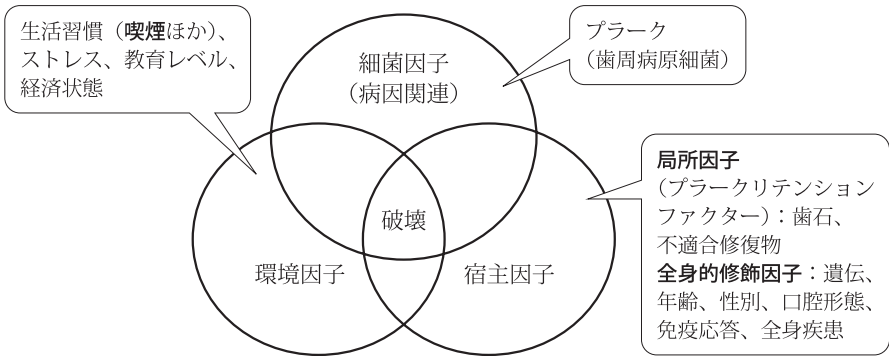 生活習慣（喫煙ほか）、
ストレス、教育レベル、
経済状態
プラーク
（歯周病原細菌）
細菌因子
（病因関連）
局所因子
（プラークリテンション
ファクター）：歯石、
不適合修復物
全身的修飾因子：遺伝、
年齢、性別、口腔形態、
免疫応答、全身疾患
破壊
環境因子
宿主因子